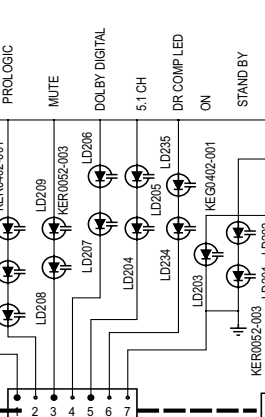 PROLOGIC
MUTE
DOLBY DIGITAL
5.1 CH
DR COMP LED
ON
STAND BY
LD209
KER0052-003
LD206
LD205
LD235
KEG0402-001
LD208
LD207
LD204
LD234
LD203
KER0052-003
1 2 3 4 5 6 7